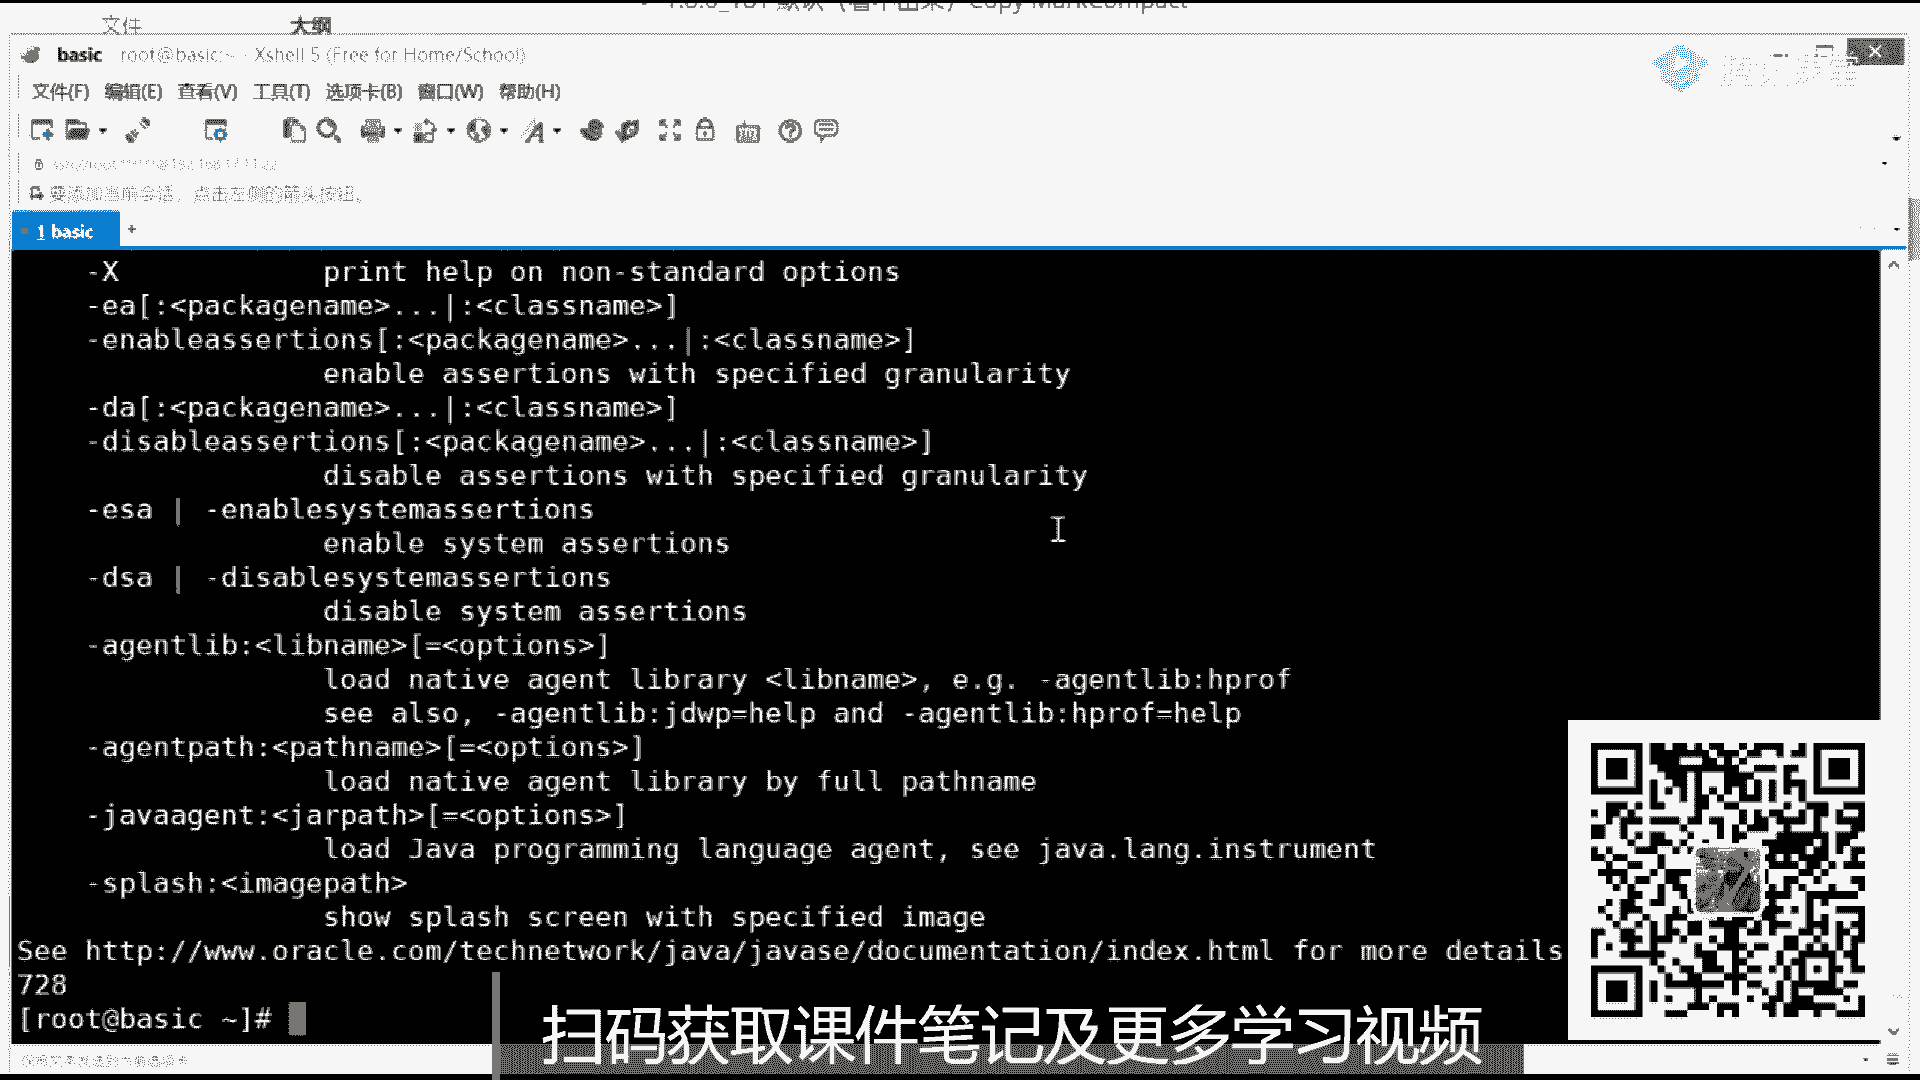 文件
大纲
basic root@basic:~ - Xshell 5 (Free for Home/School)
文件(F) 编辑(E) 查看(V) 工具(T) 选项卡(B) 窗口(W) 帮助(H)
要添加当前会话，点击左侧的箭头按钮。
1 basic
+
-X print help on non-standard options
-ea[:<packagename>...|:<classname>]
-enableassertions[:<packagename>...|:<classname>]
enable assertions with specified granularity
-da[:<packagename>...|:<classname>]
-disableassertions[:<packagename>...|:<classname>]
disable assertions with specified granularity
-esa | -enablesystemassertions
enable system assertions
-dsa | -disablesystemassertions
disable system assertions
-agentlib:<libname>[=<options>]
load native agent library <libname>, e.g. -agentlib:hprof
see also, -agentlib:jdwp=help and -agentlib:hprof=help
-agentpath:<pathname>[=<options>]
load native agent library by full pathname
-javaagent:<jarpath>[=<options>]
load Java programming language agent, see java.lang.instrument
-splash:<imagepath>
show splash screen with specified image
See http://www.oracle.com/technetwork/java/javase/documentation/index.html for more details
728
[root@basic ~]#
扫码获取课件笔记及更多学习视频